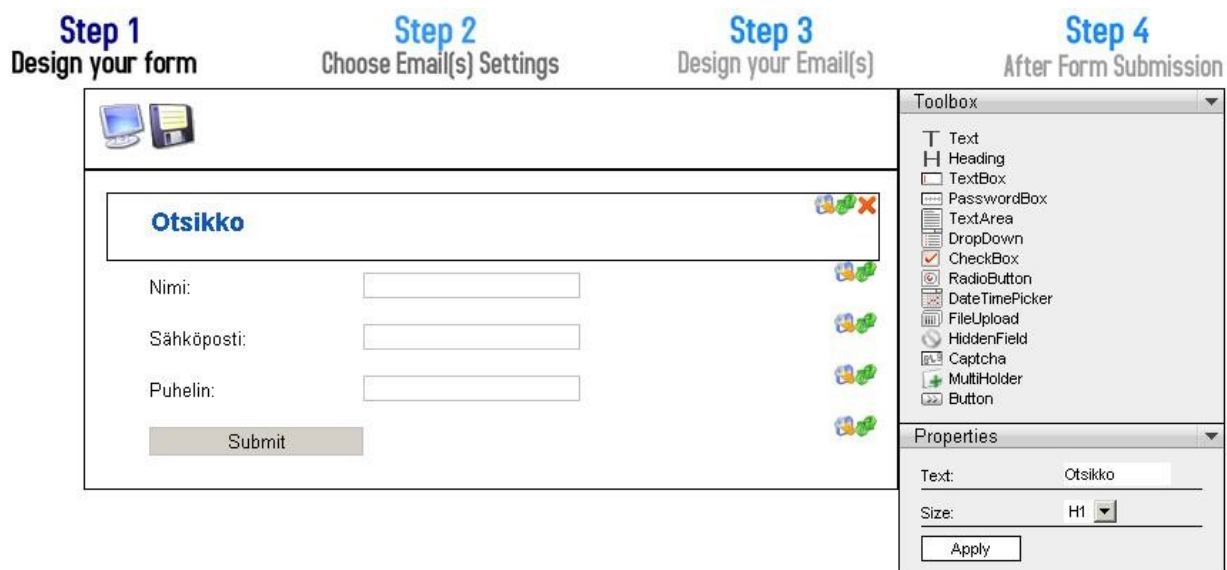 Step 1
Design your form
Step 2
Choose Email(s) Settings
Step 3
Design your Email(s)
Step 4
After Form Submission
Otsikko
Nimi:
Sähköposti:
Puhelin:
Submit
Toolbox
Text
Heading
TextBox
PasswordBox
TextArea
DropDown
CheckBox
RadioButton
DateTimePicker
FileUpload
HiddenField
Captcha
MultiHolder
Button
Properties
Text: Otsikko
Size: H1
Apply